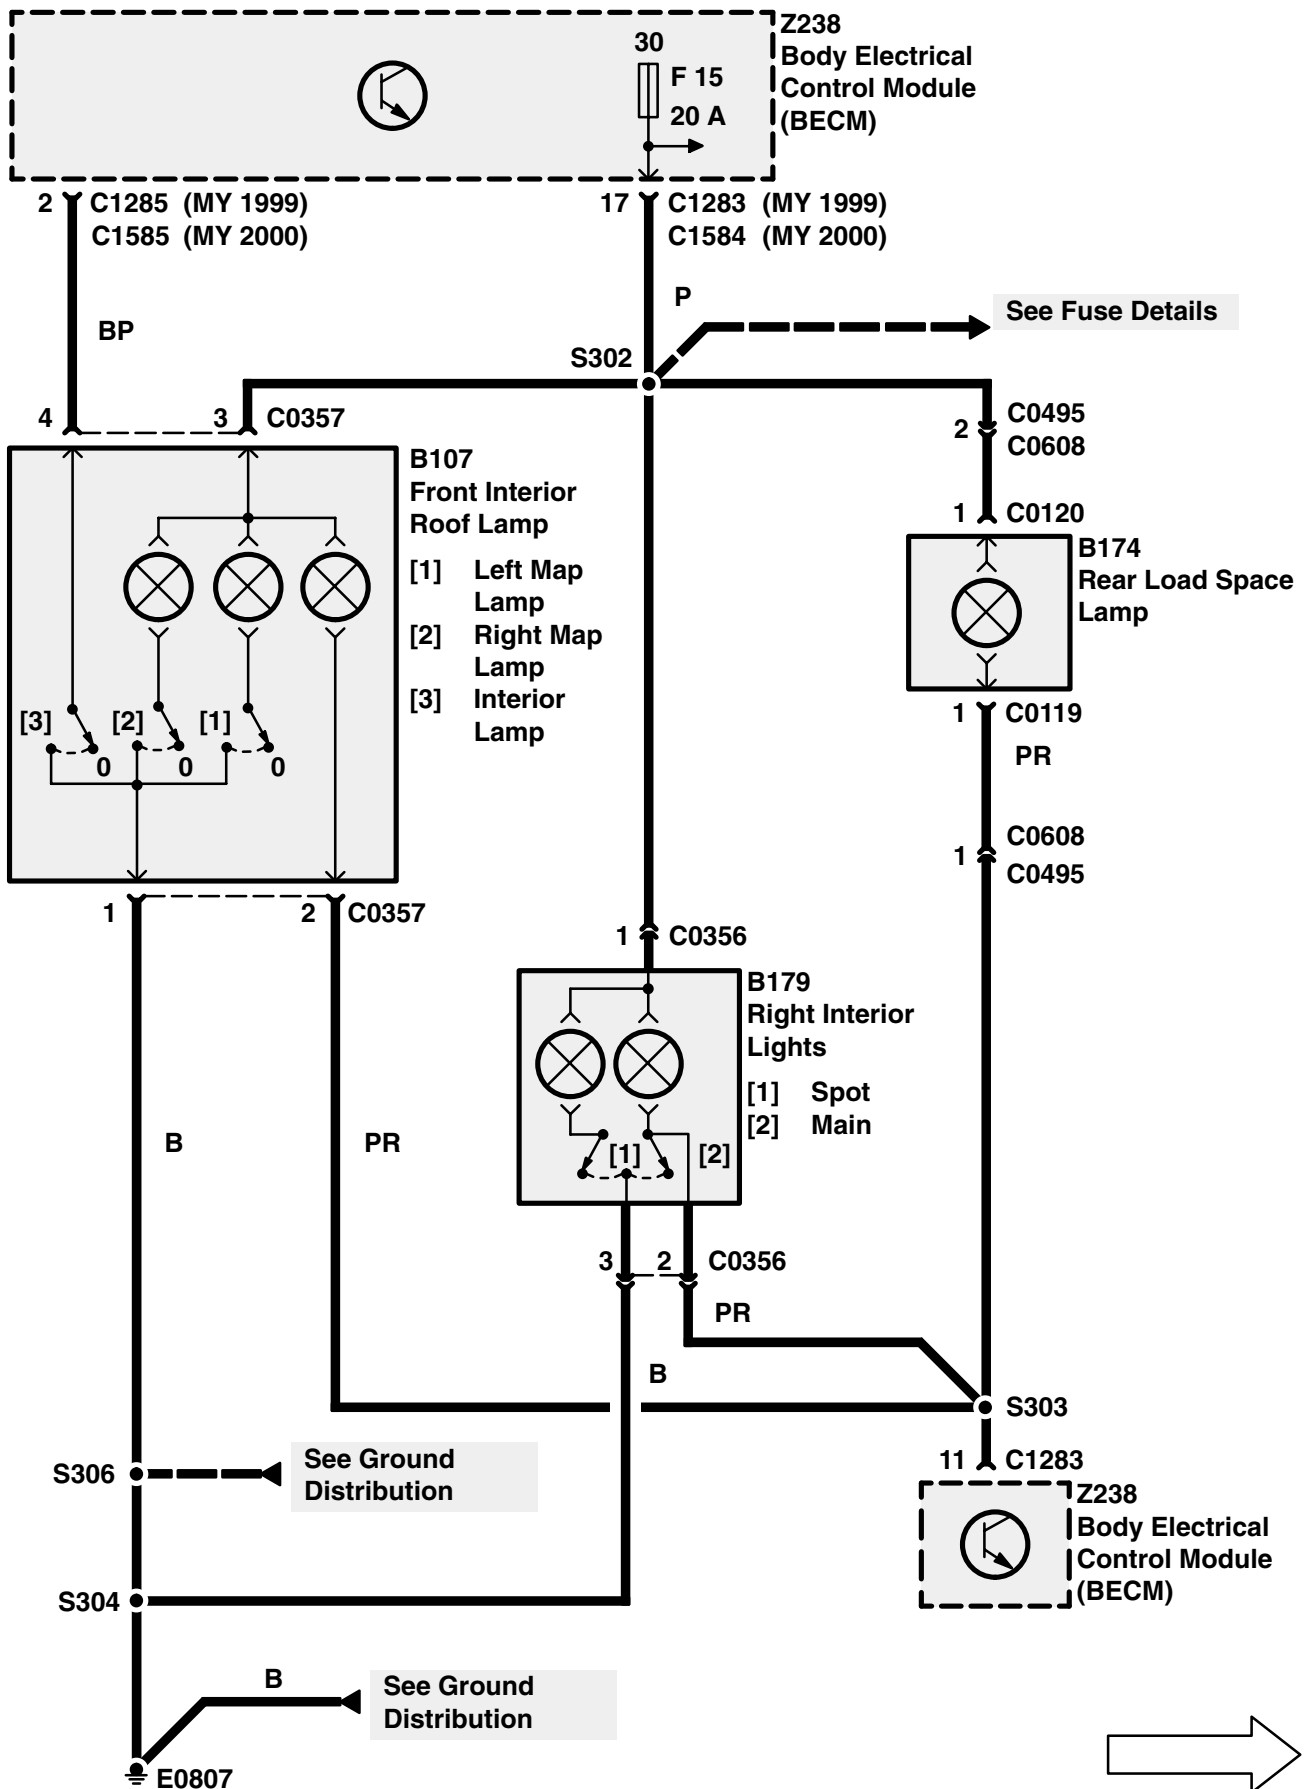 Z238
Body Electrical
Control Module
(BECM)
30
F 15
20 A
2 C1285 (MY 1999)
C1585 (MY 2000)
17 C1283 (MY 1999)
C1584 (MY 2000)
P
See Fuse Details
BP
S302
4
3 C0357
2
C0495
C0608
B107
Front Interior
Roof Lamp
[1] Left Map
Lamp
[2] Right Map
Lamp
[3] Interior
Lamp
1 C0120
B174
Rear Load Space
Lamp
[3] [2] [1]
0 0 0
1 C0119
PR
1
C0608
C0495
1
2 C0357
1 C0356
B179
Right Interior
Lights
[1] Spot
[2] Main
B
PR
[1] [2]
3 2 C0356
PR
B
S303
S306
See Ground
Distribution
11 C1283
Z238
Body Electrical
Control Module
(BECM)
S304
B
See Ground
Distribution
E0807